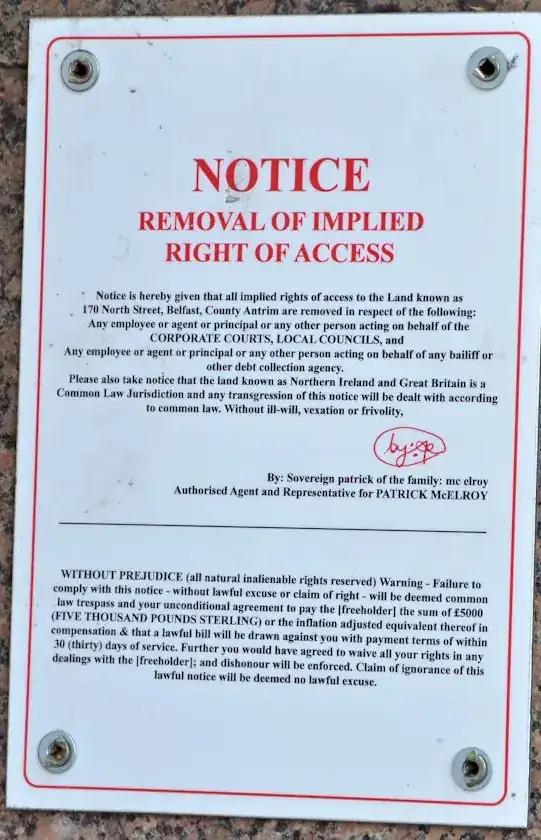 NOTICE
REMOVAL OF IMPLIED
RIGHT OF ACCESS
Notice is hereby given that all implied rights of access to the Land known as
170 North Street, Belfast, County Antrim are removed in respect of the following:
Any employee or agent or principal or any other person acting on behalf of the
CORPORATE COURTS, LOCAL COUNCILS, and
Any employee or agent or principal or any other person acting on behalf of any bailiff or
other debt collection agency.
Please also take notice that the land known as Northern Ireland and Great Britain is a
Common Law Jurisdiction and any transgression of this notice will be dealt with according
to common law. Without ill-will, vexation or frivolity,
by:
By: Sovereign patrick of the family: mc elroy
Authorised Agent and Representative for PATRICK McELROY
WITHOUT PREJUDICE (all natural inalienable rights reserved) Warning - Failure to
comply with this notice - without lawful excuse or claim of right - will be deemed common
law trespass and your unconditional agreement to pay the [freeholder] the sum of £5000
(FIVE THOUSAND POUNDS STERLING) or the inflation adjusted equivalent thereof in
compensation & that a lawful bill will be drawn against you with payment terms of within
30 (thirty) days of service. Further you would have agreed to waive all your rights in any
dealings with the [freeholder]; and dishonour will be enforced. Claim of ignorance of this
lawful notice will be deemed no lawful excuse.